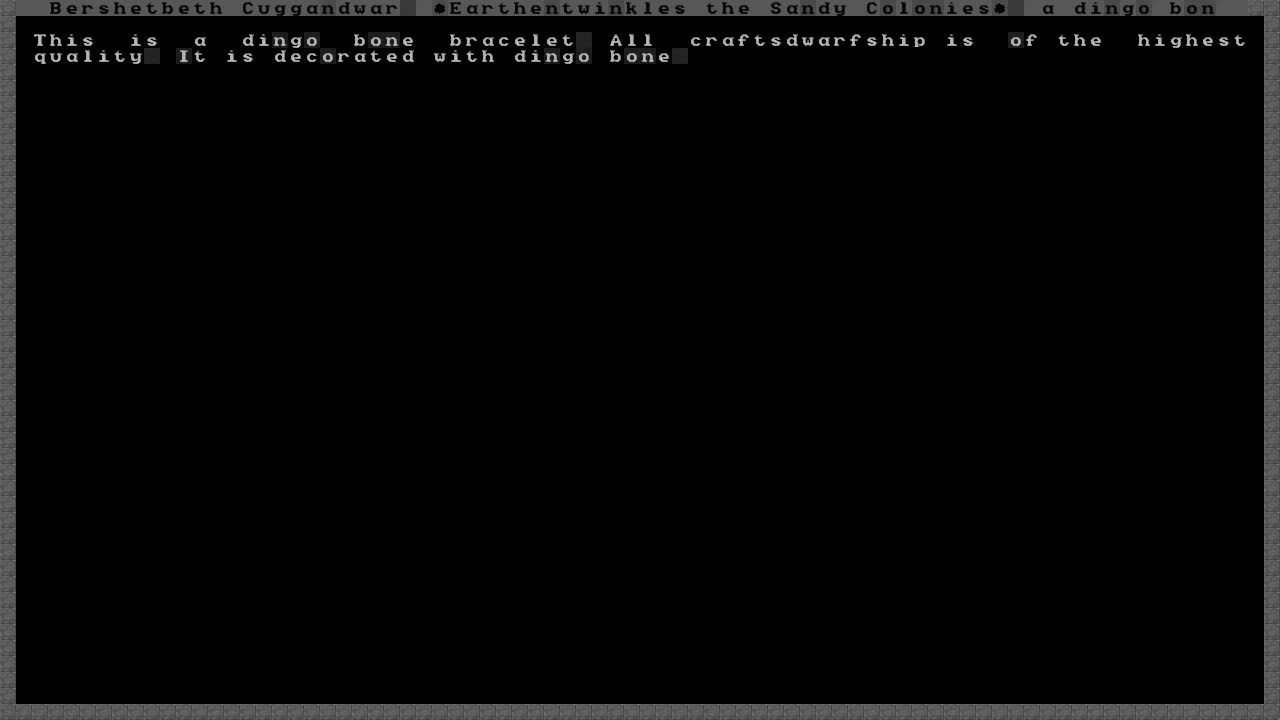 Bershetbeth Cuggandwar  ☼Earthentwinkles the Sandy Colonies☼  a dingo bon
This is a dingo bone bracelet  All craftsdwarfship is of the highest
quality  It is decorated with dingo bone